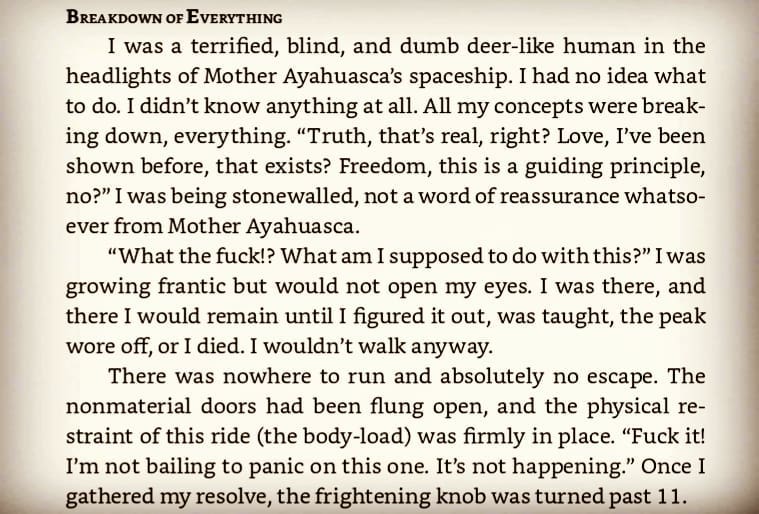 Breakdown of Everything
I was a terrified, blind, and dumb deer-like human in the
headlights of Mother Ayahuasca’s spaceship. I had no idea what
to do. I didn’t know anything at all. All my concepts were break-
ing down, everything. “Truth, that’s real, right? Love, I’ve been
shown before, that exists? Freedom, this is a guiding principle,
no?” I was being stonewalled, not a word of reassurance whatso-
ever from Mother Ayahuasca.
“What the fuck!? What am I supposed to do with this?” I was
growing frantic but would not open my eyes. I was there, and
there I would remain until I figured it out, was taught, the peak
wore off, or I died. I wouldn’t walk anyway.
There was nowhere to run and absolutely no escape. The
nonmaterial doors had been flung open, and the physical re-
straint of this ride (the body-load) was firmly in place. “Fuck it!
I’m not bailing to panic on this one. It’s not happening.” Once I
gathered my resolve, the frightening knob was turned past 11.